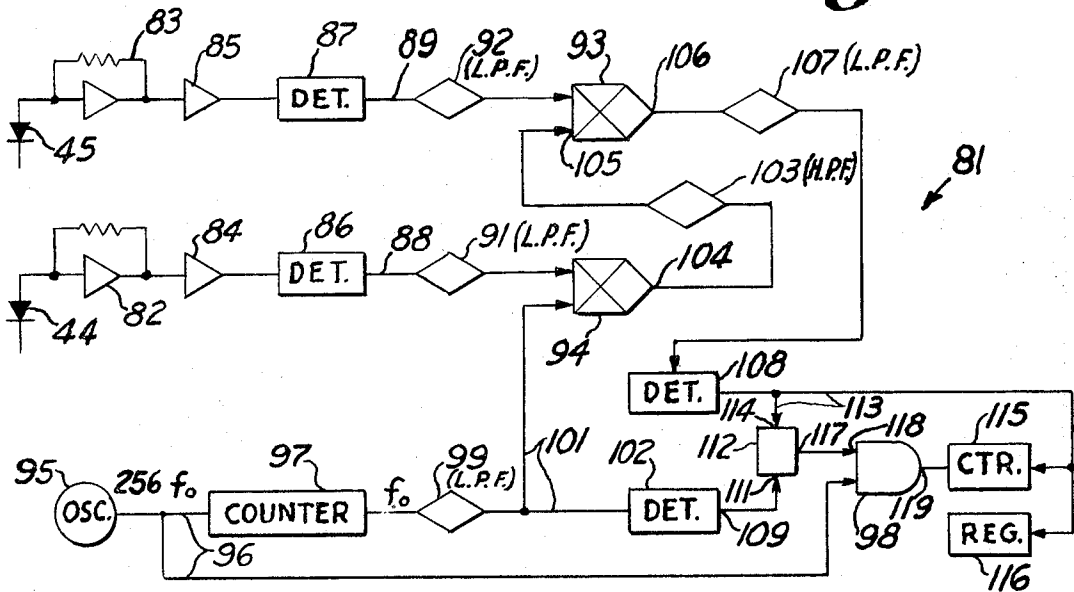 83
85
87
89
92
(L.P.F.)
93
106
107 (L.P.F.)
DET.
45
105
103 (H.P.F.)
81
84
86
88
91 (L.P.F.)
104
DET.
82
44
94
108
DET.
113
114
112
117
118
115
CTR.
95
256 f₀
97
f₀
99
(L.P.F.)
101
102
111
OSC.
COUNTER
DET.
109
98
119
REG.
96
116